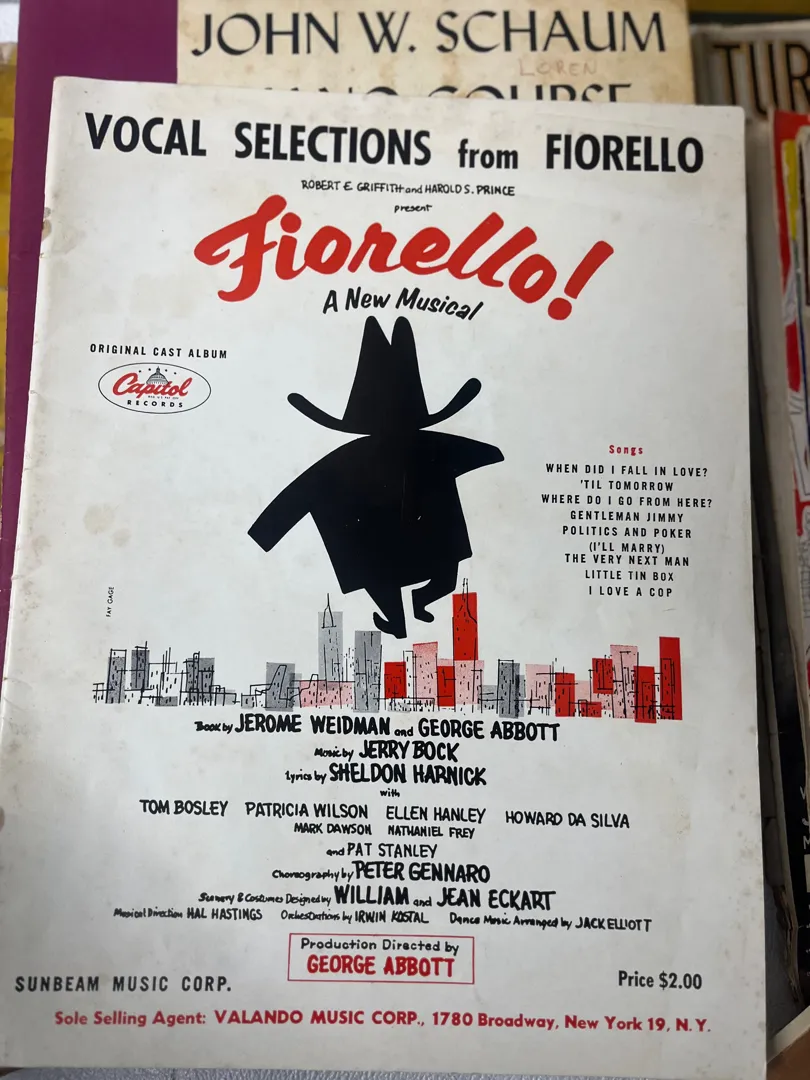 JOHN W. SCHAUM
LOREN
PIANO COURSE
TUR
VOCAL SELECTIONS from FIORELLO
ROBERT E. GRIFFITH and HAROLD S. PRINCE
present
Fiorello!
A New Musical
ORIGINAL CAST ALBUM
Capitol
RECORDS
Songs
WHEN DID I FALL IN LOVE?
'TIL TOMORROW
WHERE DO I GO FROM HERE?
GENTLEMAN JIMMY
POLITICS AND POKER
(I'LL MARRY)
THE VERY NEXT MAN
LITTLE TIN BOX
I LOVE A COP
FAY GAGE
Book by JEROME WEIDMAN and GEORGE ABBOTT
Music by JERRY BOCK
Lyrics by SHELDON HARNICK
with
TOM BOSLEY PATRICIA WILSON ELLEN HANLEY HOWARD DA SILVA
MARK DAWSON NATHANIEL FREY
and PAT STANLEY
Choreography by PETER GENNARO
Scenery & Costumes Designed by WILLIAM and JEAN ECKART
Musical Direction HAL HASTINGS Orchestrations by IRWIN KOSTAL Dance Music Arranged by JACK ELLIOTT
Production Directed by
GEORGE ABBOTT
SUNBEAM MUSIC CORP.
Price $2.00
Sole Selling Agent: VALANDO MUSIC CORP., 1780 Broadway, New York 19, N. Y.